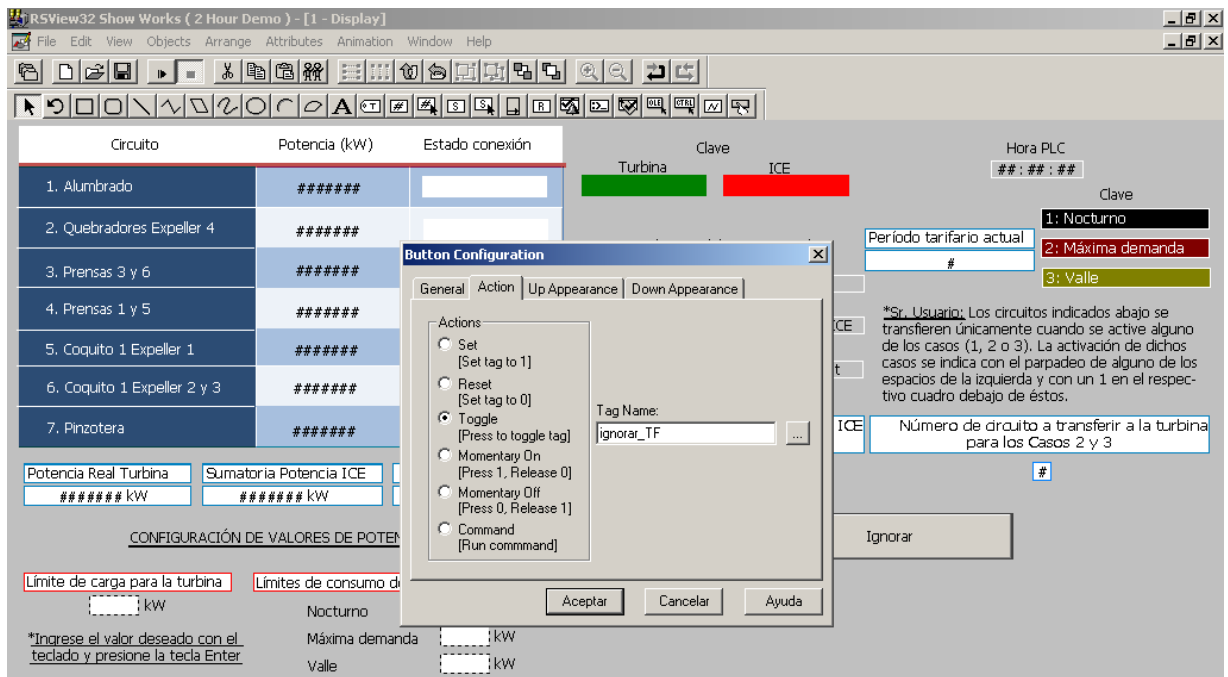 RSView32 Show Works ( 2 Hour Demo ) - [1 - Display]
File Edit View Objects Arrange Attributes Animation Window Help
Circuito Potencia (kW) Estado conexión
Clave
Turbina ICE
Hora PLC
##:##:##
Clave
1: Nocturno
2: Máxima demanda
3: Valle
Período tarifario actual
#
1. Alumbrado #######
2. Quebradores Expeller 4 #######
3. Prensas 3 y 6 #######
4. Prensas 1 y 5 #######
5. Coquito 1 Expeller 1 #######
6. Coquito 1 Expeller 2 y 3 #######
7. Pinzotera #######
Button Configuration
General Action Up Appearance Down Appearance
Actions
Set
[Set tag to 1]
Reset
[Set tag to 0]
Toggle
[Press to toggle tag]
Momentary On
[Press 1, Release 0]
Momentary Off
[Press 0, Release 1]
Command
[Run commmand]
Tag Name:
ignorar_TF
...
Aceptar Cancelar Ayuda
ICE
t
ICE
*Sr. Usuario: Los circuitos indicados abajo se
transfieren únicamente cuando se active alguno
de los casos (1, 2 o 3). La activación de dichos
casos se indica con el parpadeo de alguno de los
espacios de la izquierda y con un 1 en el respec-
tivo cuadro debajo de éstos.
Número de circuito a transferir a la turbina
para los Casos 2 y 3
#
Potencia Real Turbina Sumatoria Potencia ICE
####### kW ####### kW
Ignorar
CONFIGURACIÓN DE VALORES DE POTEN
Límite de carga para la turbina Límites de consumo d
kW
*Ingrese el valor deseado con el
teclado y presione la tecla Enter
Nocturno
Máxima demanda kW
Valle kW